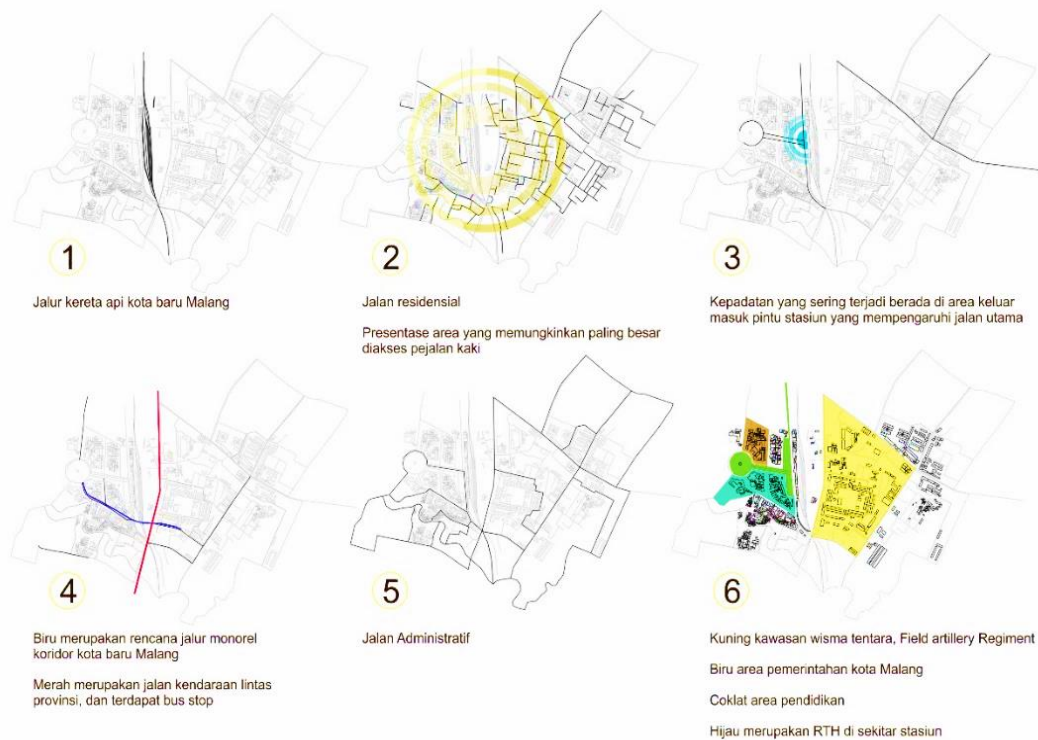 1
Jalur kereta api kota baru Malang
2
Jalan residensial
Presentase area yang memungkinkan paling besar
diakses pejalan kaki
3
Kepadatan yang sering terjadi berada di area keluar
masuk pintu stasiun yang mempengaruhi jalan utama
4
Biru merupakan rencana jalur monorel
koridor kota baru Malang
Merah merupakan jalan kendaraan lintas
provinsi, dan terdapat bus stop
5
Jalan Administratif
6
Kuning kawasan wisma tentara, Field artillery Regiment
Biru area pemerintahan kota Malang
Coklat area pendidikan
Hijau merupakan RTH di sekitar stasiun